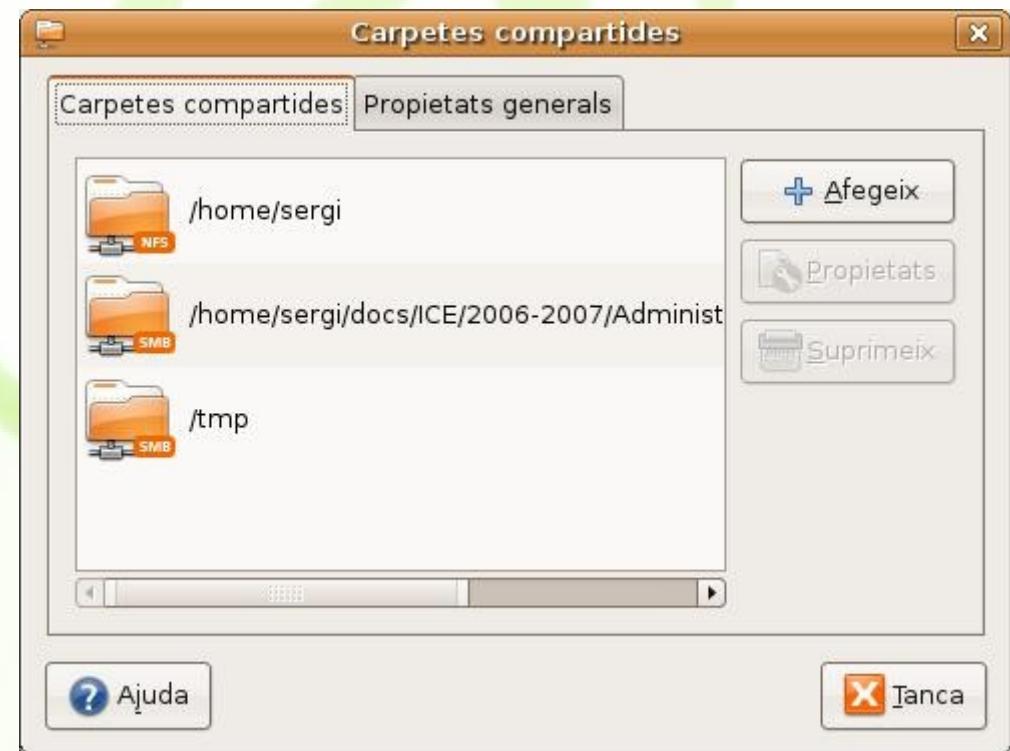 Carpetes compartides
Carpetes compartides Propietats generals
/home/sergi
NFS
/home/sergi/docs/ICE/2006-2007/Administ
SMB
/tmp
SMB
Afegeix
Propietats
Suprimeix
Ajuda
Tanca